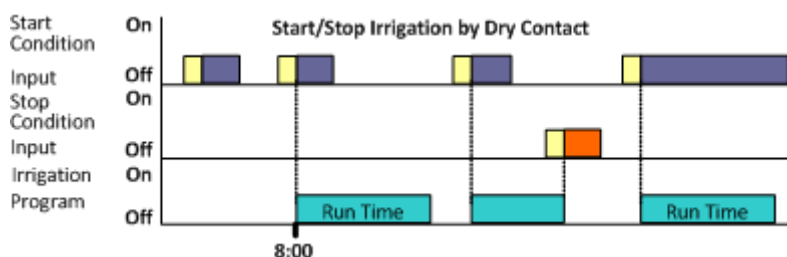 Start On Start/Stop Irrigation by Dry Contact
Condition
Input Off
Stop On
Condition
Input Off
Irrigation On
Program Off
Run Time Run Time
8:00